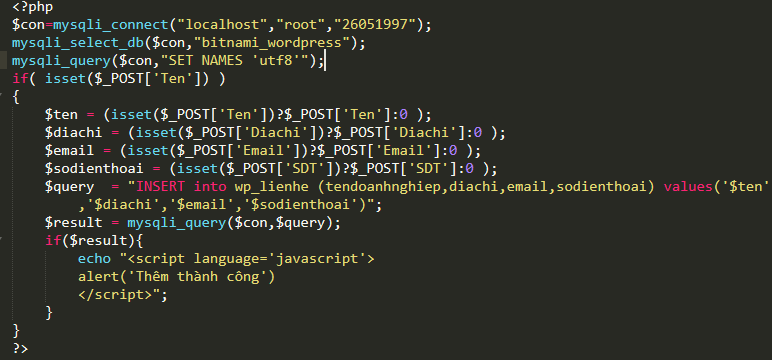 <?php
$con=mysqli_connect("localhost","root","26051997");
mysqli_select_db($con,"bitnami_wordpress");
mysqli_query($con,"SET NAMES 'utf8'");
if( isset($_POST['Ten']) )
{
    $ten = (isset($_POST['Ten'])?$_POST['Ten']:0 );
    $diachi = (isset($_POST['Diachi'])?$_POST['Diachi']:0 );
    $email = (isset($_POST['Email'])?$_POST['Email']:0 );
    $sodienthoai = (isset($_POST['SDT'])?$_POST['SDT']:0 );
    $query  = "INSERT into wp_lienhe (tendoanhnghiep,diachi,email,sodienthoai) values('$ten'
        ,'$diachi','$email','$sodienthoai')";
    $result = mysqli_query($con,$query);
    if($result){
        echo "<script language='javascript'>
        alert('Thêm thành công')
        </script>";
    }
}
?>